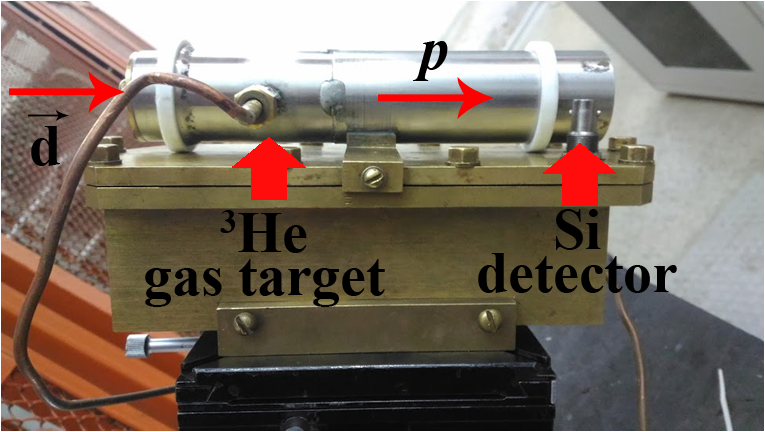 d
p
³He
gas target
Si
detector